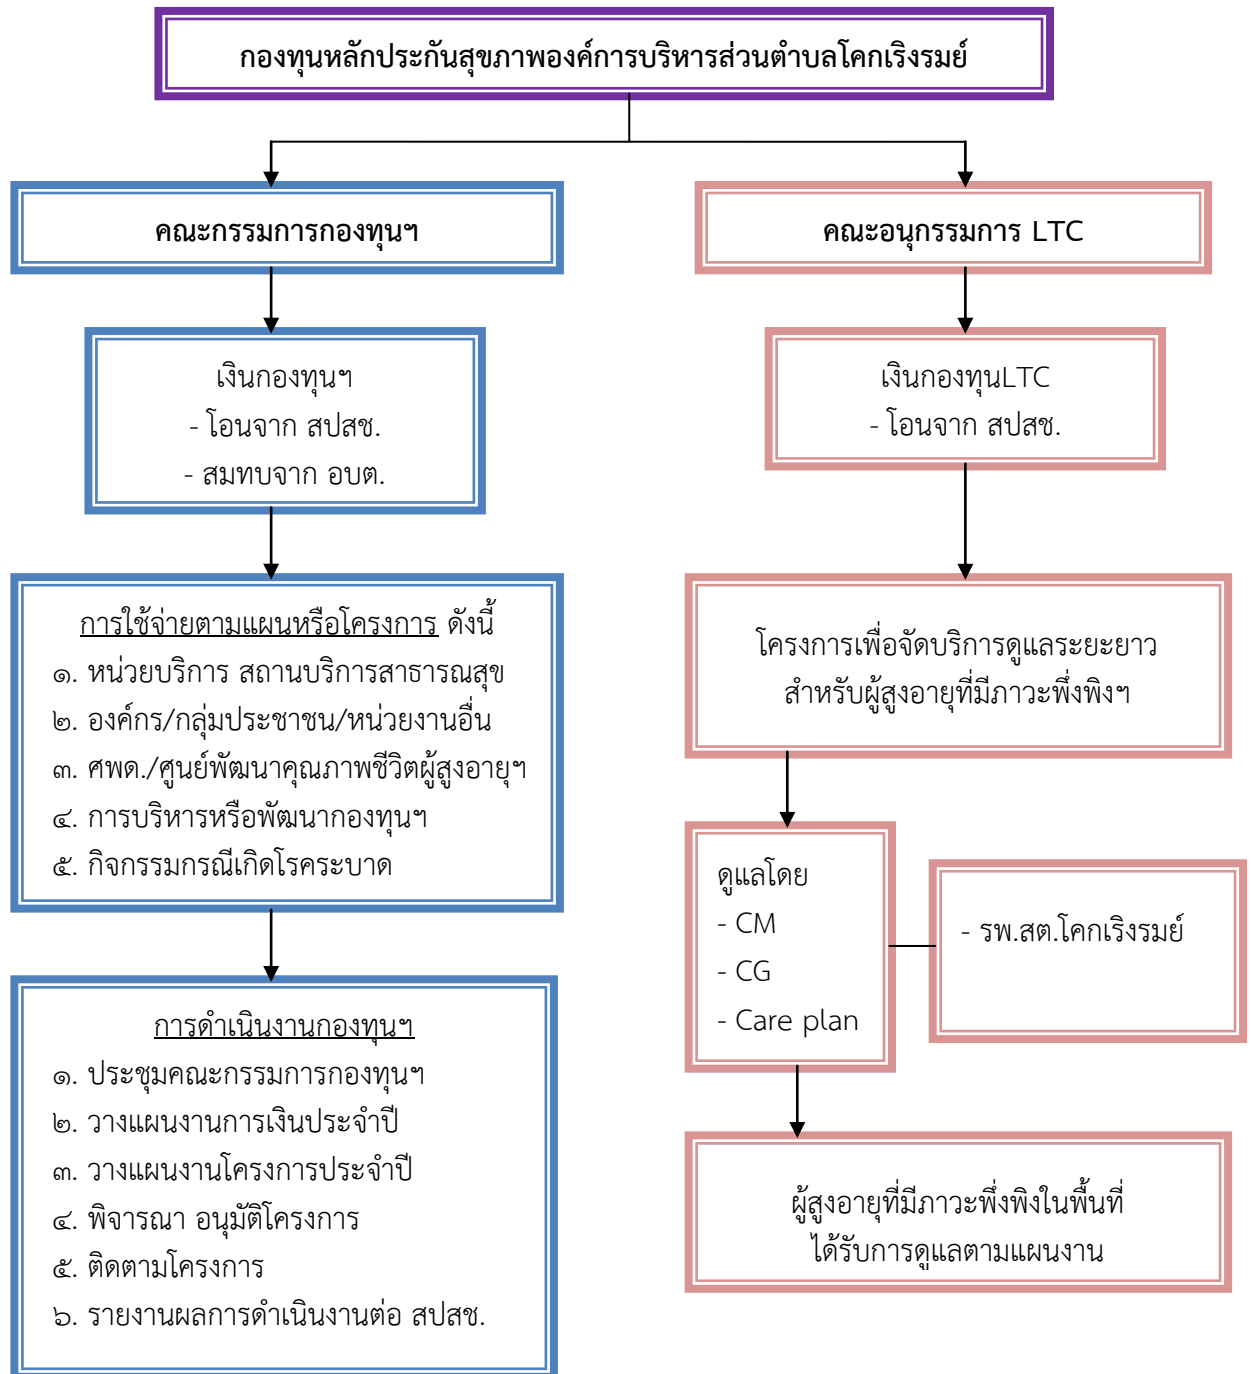 กองทุนหลักประกันสุขภาพองค์การบริหารส่วนตำบลโคกเริงรมย์
คณะกรรมการกองทุนฯ
เงินกองทุนฯ
- โอนจาก สปสช.
- สมทบจาก อบต.
การใช้จ่ายตามแผนหรือโครงการ ดังนี้
๑. หน่วยบริการ สถานบริการสาธารณสุข
๒. องค์กร/กลุ่มประชาชน/หน่วยงานอื่น
๓. ศพด./ศูนย์พัฒนาคุณภาพชีวิตผู้สูงอายุฯ
๔. การบริหารหรือพัฒนากองทุนฯ
๕. กิจกรรมกรณีเกิดโรคระบาด
การดำเนินงานกองทุนฯ
๑. ประชุมคณะกรรมการกองทุนฯ
๒. วางแผนงานการเงินประจำปี
๓. วางแผนงานโครงการประจำปี
๔. พิจารณา อนุมัติโครงการ
๕. ติดตามโครงการ
๖. รายงานผลการดำเนินงานต่อ สปสช.
คณะอนุกรรมการ LTC
เงินกองทุนLTC
- โอนจาก สปสช.
โครงการเพื่อจัดบริการดูแลระยะยาว
สำหรับผู้สูงอายุที่มีภาวะพึ่งพิงฯ
ดูแลโดย
- CM
- CG
- Care plan
- รพ.สต.โคกเริงรมย์
ผู้สูงอายุที่มีภาวะพึ่งพิงในพื้นที่
ได้รับการดูแลตามแผนงาน